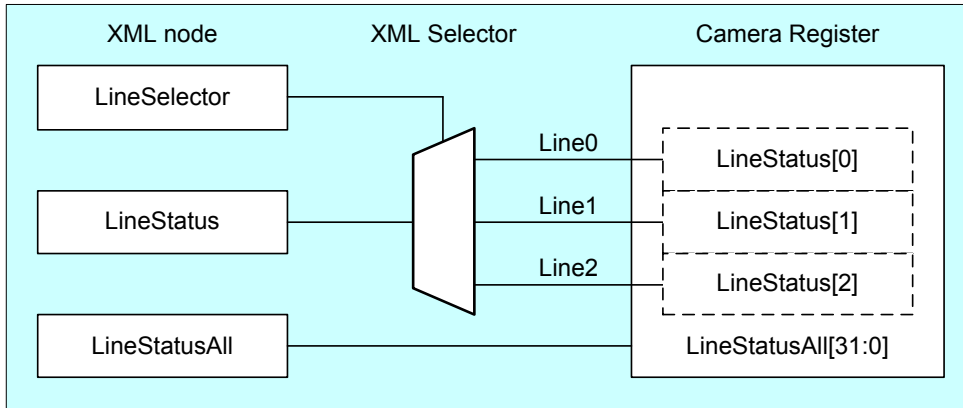 XML node XML Selector Camera Register
LineSelector
Line0 LineStatus[0]
LineStatus Line1 LineStatus[1]
Line2 LineStatus[2]
LineStatusAll LineStatusAll[31:0]